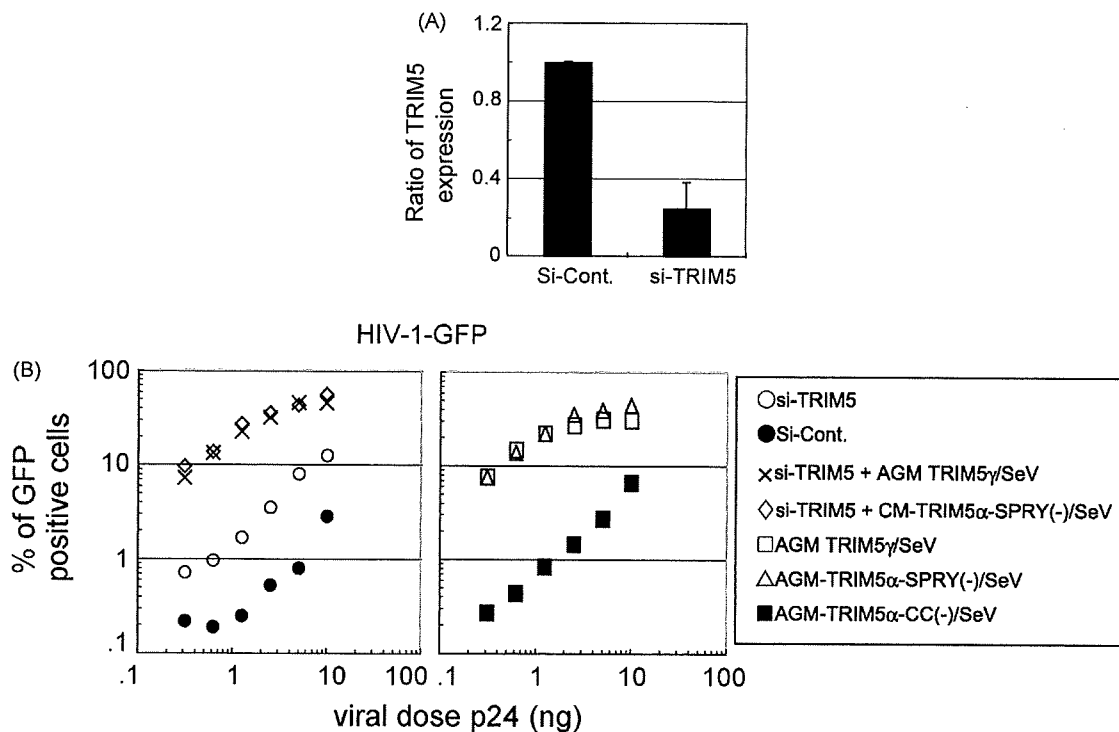 (A)
1.2
0.8
0.4
0
Ratio of TRIM5
expression
Si-Cont.
si-TRIM5
HIV-1-GFP
(B)
100
10
1
.1
% of GFP
positive cells
.1
1
10
100
.1
1
10
100
viral dose p24 (ng)
si-TRIM5
Si-Cont.
si-TRIM5 + AGM TRIM5γ/SeV
si-TRIM5 + CM-TRIM5α-SPRY(-)/SeV
AGM TRIM5γ/SeV
AGM-TRIM5α-SPRY(-)/SeV
AGM-TRIM5α-CC(-)/SeV